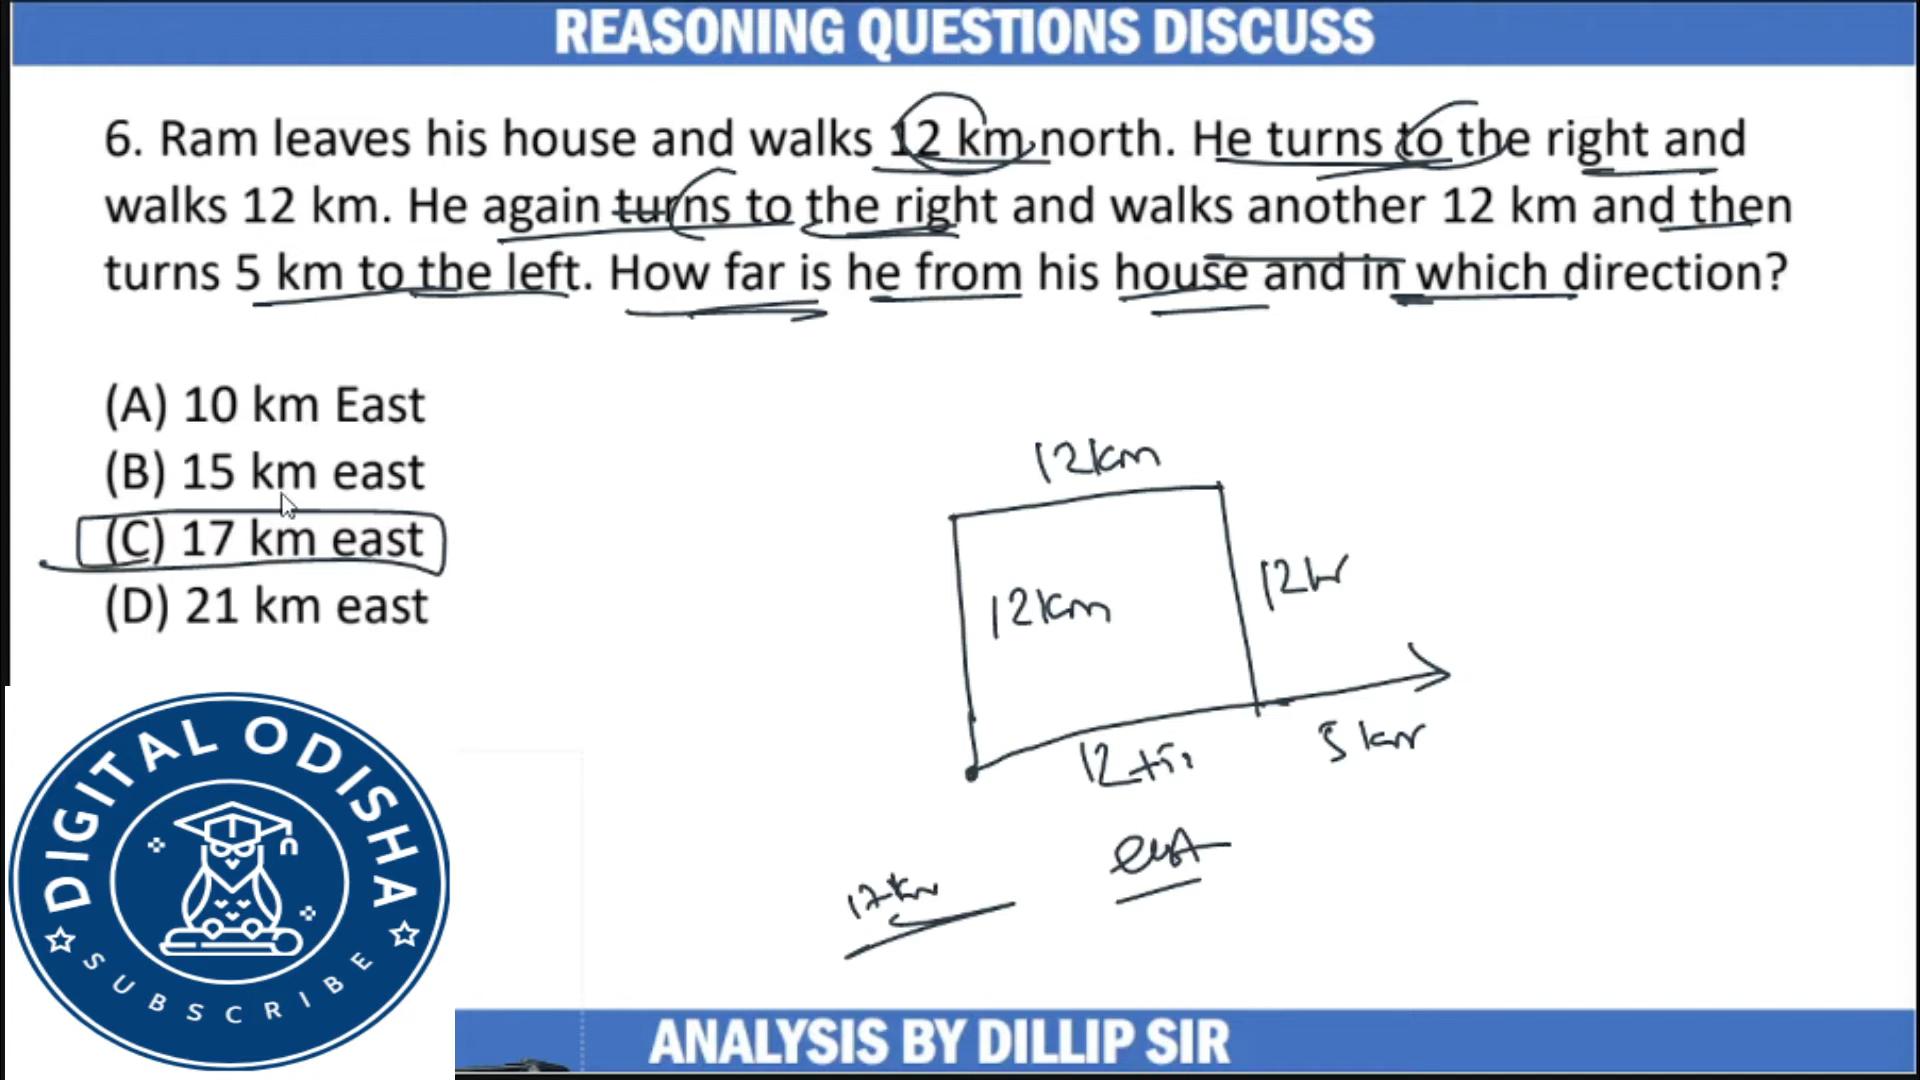 REASONING QUESTIONS DISCUSS
6. Ram leaves his house and walks 12 km north. He turns to the right and
walks 12 km. He again turns to the right and walks another 12 km and then
turns 5 km to the left. How far is he from his house and in which direction?
(A) 10 km East
(B) 15 km east
(C) 17 km east
(D) 21 km east
12km
12km
5 km
east
DIGITAL ODISHA
SUBSCRIBE
ANALYSIS BY DILLIP SIR